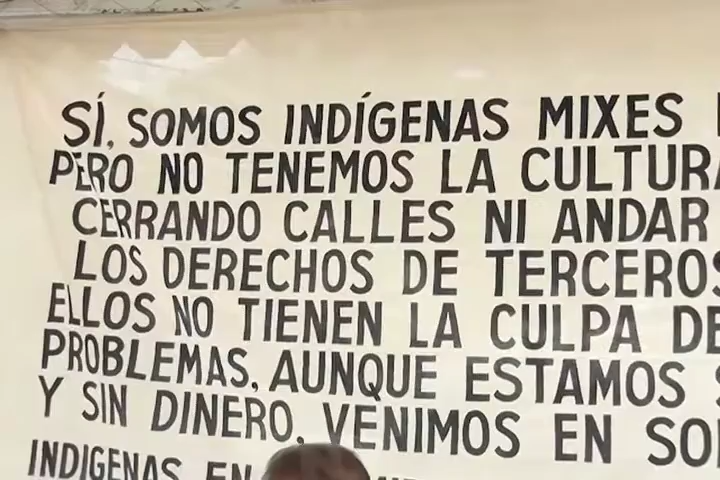 SÍ, SOMOS INDÍGENAS MIXES
PERO NO TENEMOS LA CULTURA
CERRANDO CALLES NI ANDAR
LOS DERECHOS DE TERCEROS
ELLOS NO TIENEN LA CULPA DE
PROBLEMAS, AUNQUE ESTAMOS
Y SIN DINERO, VENIMOS EN
INDIGENAS EN